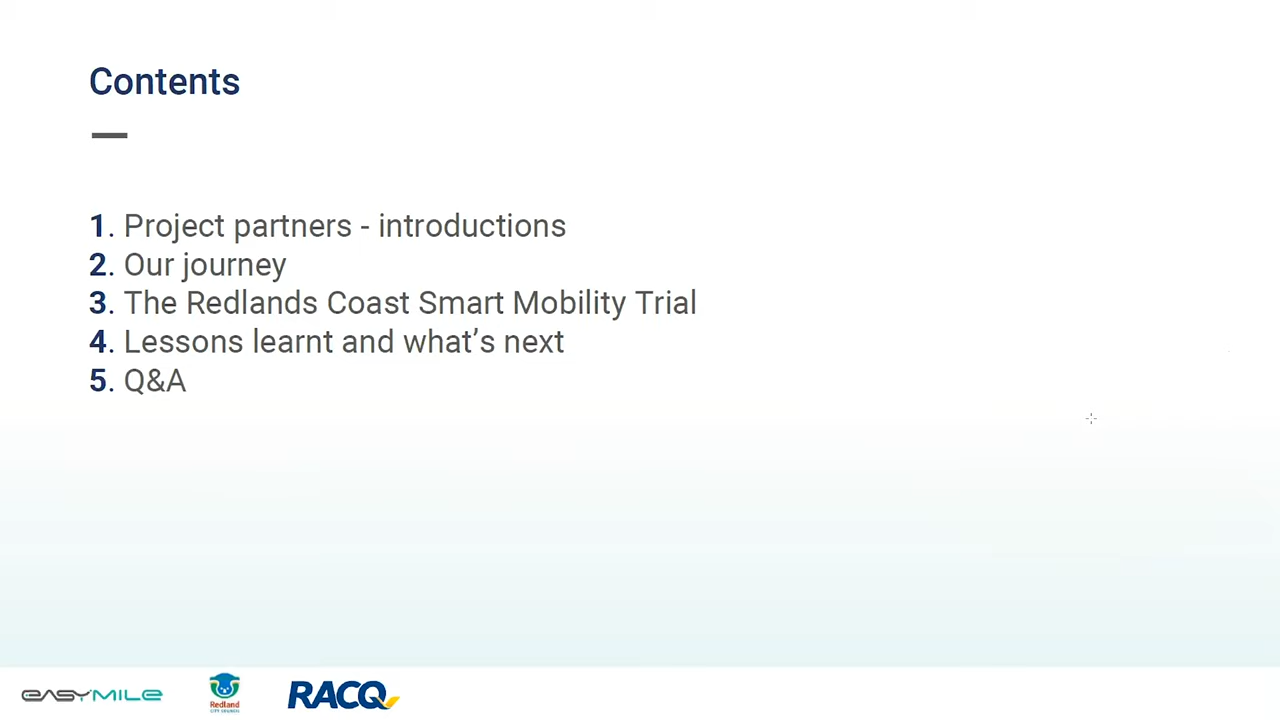 Contents
1. Project partners - introductions
2. Our journey
3. The Redlands Coast Smart Mobility Trial
4. Lessons learnt and what's next
5. Q&A
EASYMILE
Redland
CITY COUNCIL
RACQ